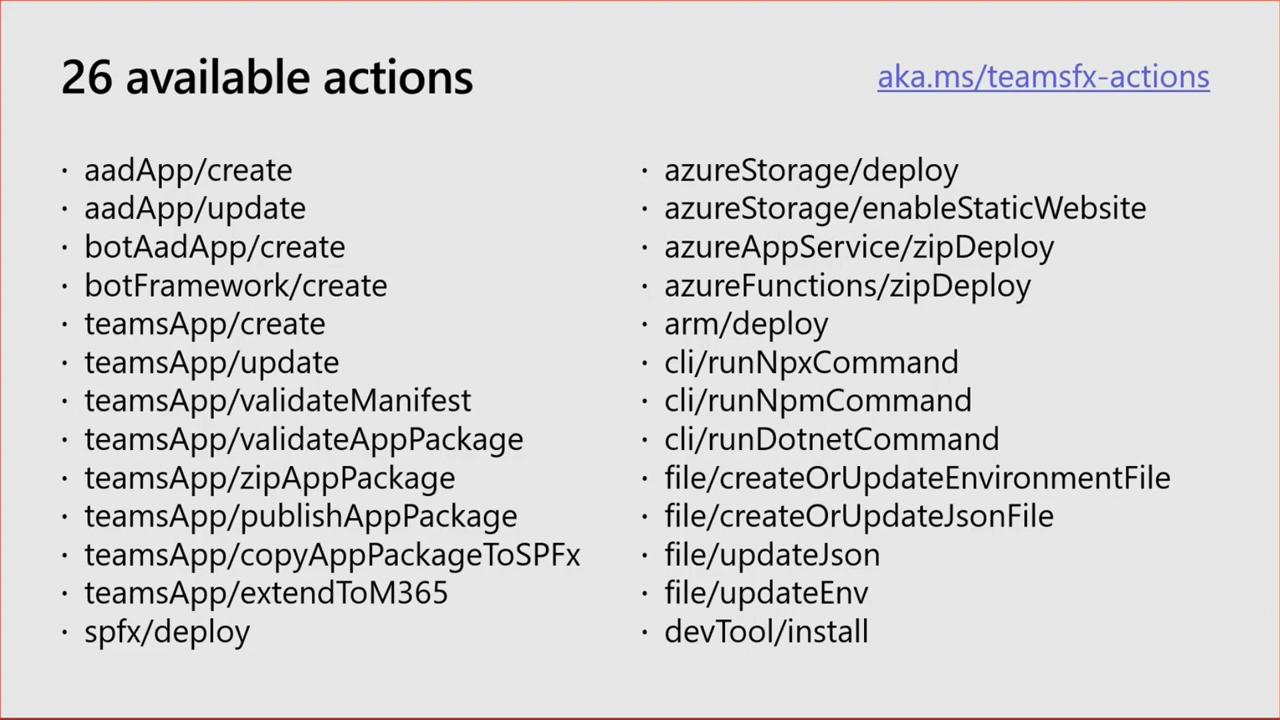 26 available actions
aka.ms/teamsfx-actions
· aadApp/create
· aadApp/update
· botAadApp/create
· botFramework/create
· teamsApp/create
· teamsApp/update
· teamsApp/validateManifest
· teamsApp/validateAppPackage
· teamsApp/zipAppPackage
· teamsApp/publishAppPackage
· teamsApp/copyAppPackageToSPFx
· teamsApp/extendToM365
· spfx/deploy
· azureStorage/deploy
· azureStorage/enableStaticWebsite
· azureAppService/zipDeploy
· azureFunctions/zipDeploy
· arm/deploy
· cli/runNpxCommand
· cli/runNpmCommand
· cli/runDotnetCommand
· file/createOrUpdateEnvironmentFile
· file/createOrUpdateJsonFile
· file/updateJson
· file/updateEnv
· devTool/install